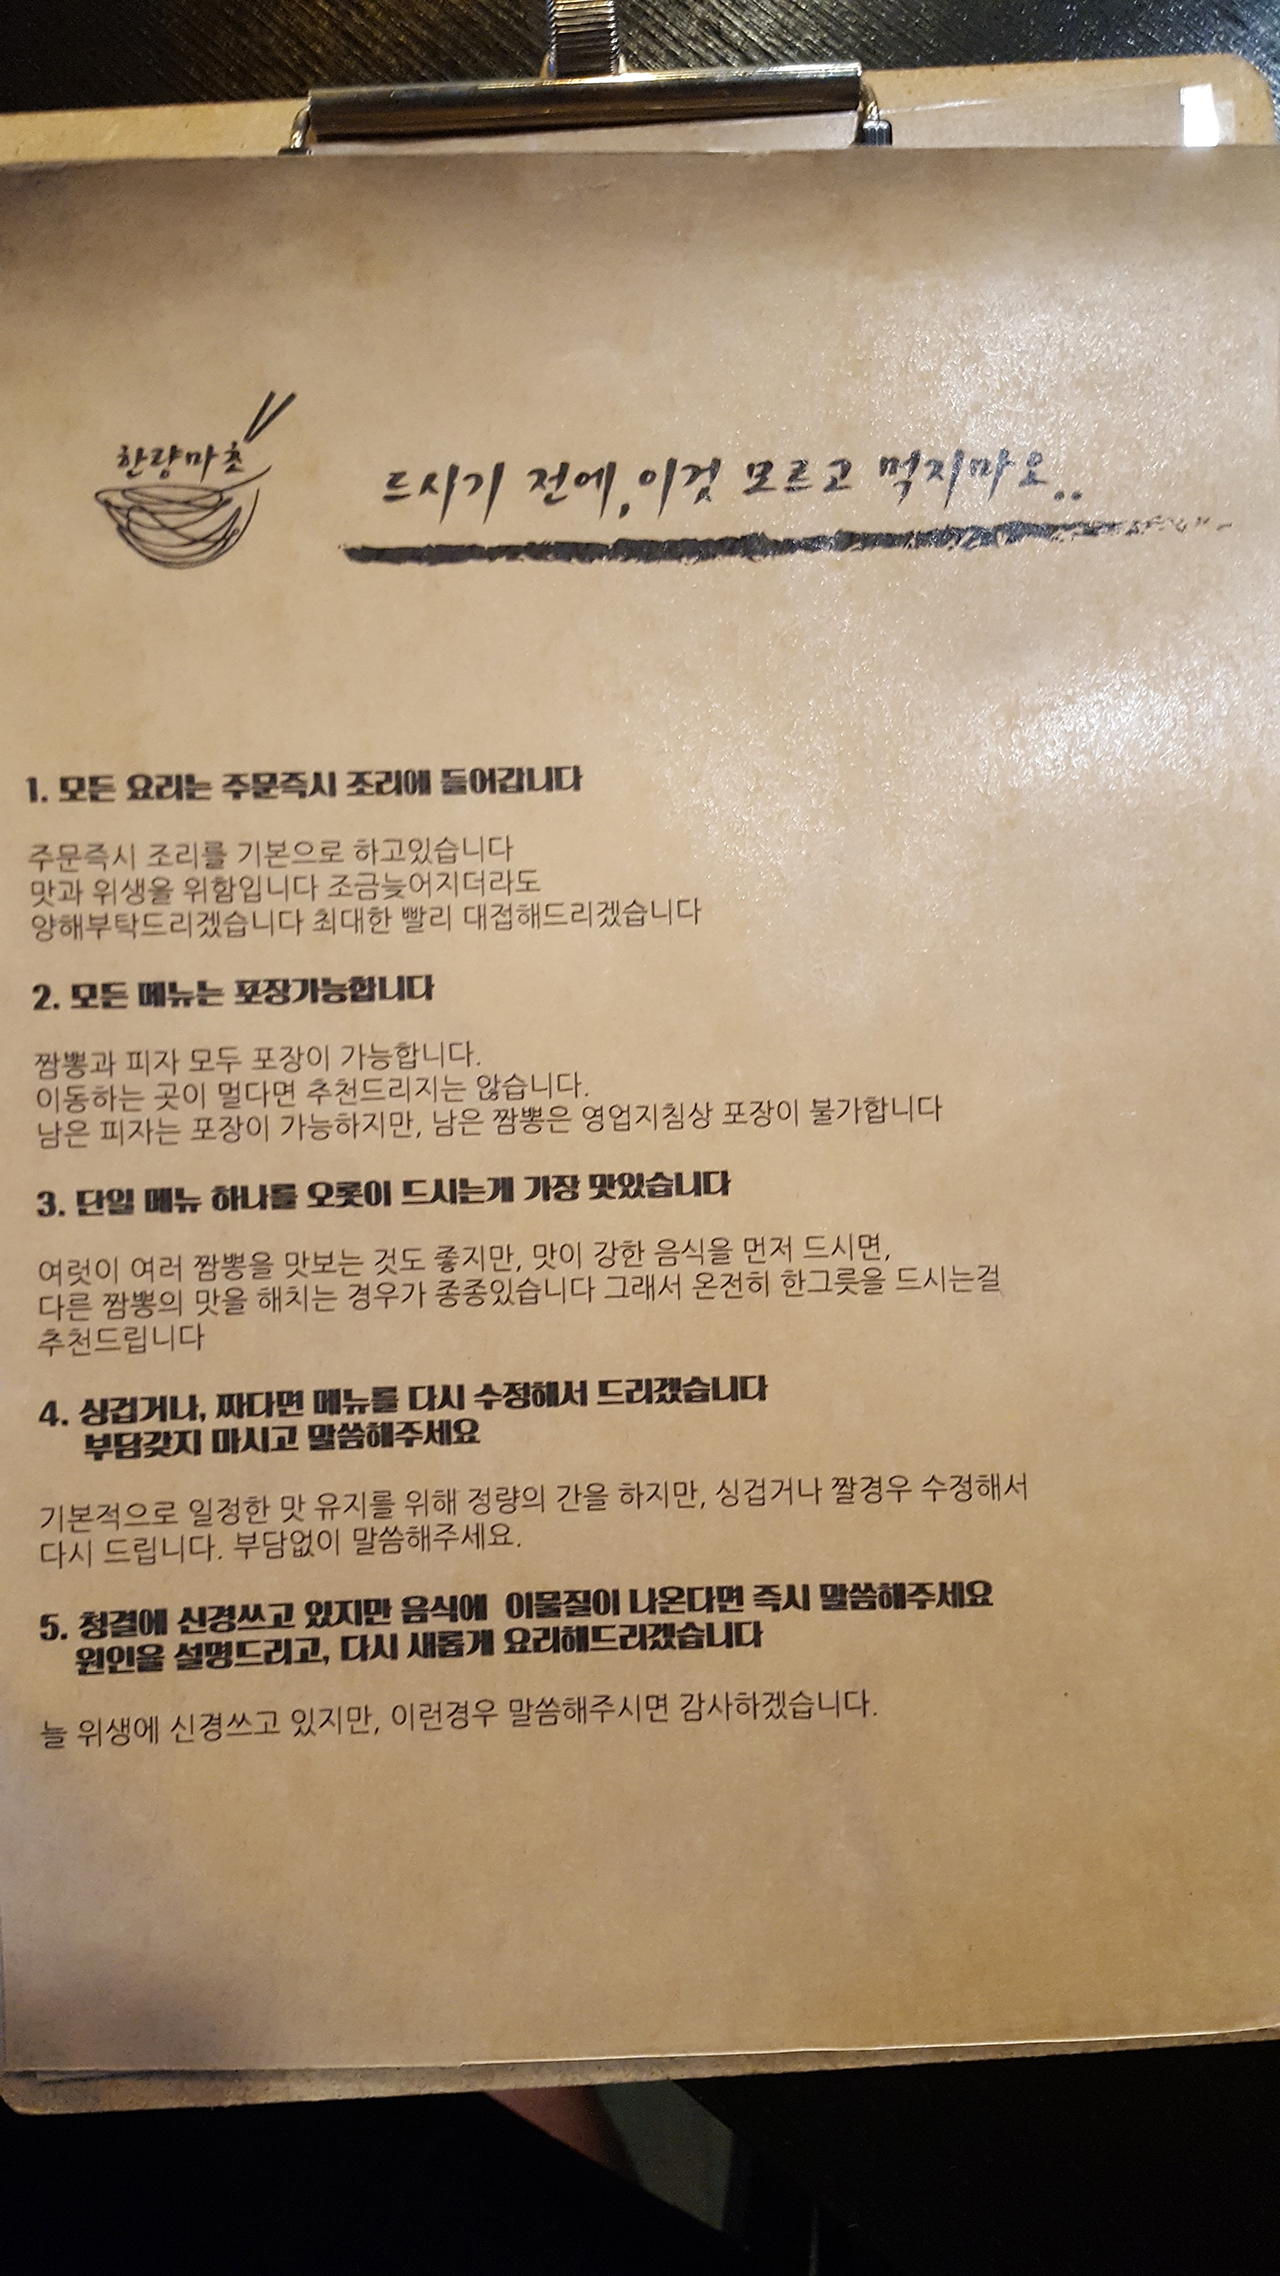 한량마초
드시기 전에, 이것 모르고 먹지마오..
1. 모든 요리는 주문즉시 조리에 들어갑니다
주문즉시 조리를 기본으로 하고있습니다
맛과 위생을 위함입니다 조금늦어지더라도
양해부탁드리겠습니다 최대한 빨리 대접해드리겠습니다
2. 모든 메뉴는 포장가능합니다
짬뽕과 피자 모두 포장이 가능합니다.
이동하는 곳이 멀다면 추천드리지는 않습니다.
남은 피자는 포장이 가능하지만, 남은 짬뽕은 영업지침상 포장이 불가합니다
3. 단일 메뉴 하나를 오롯이 드시는게 가장 맛있습니다
여럿이 여러 짬뽕을 맛보는 것도 좋지만, 맛이 강한 음식을 먼저 드시면,
다른 짬뽕의 맛을 해치는 경우가 종종있습니다 그래서 온전히 한그릇을 드시는걸
추천드립니다
4. 싱겁거나, 짜다면 메뉴를 다시 수정해서 드리겠습니다
부담갖지 마시고 말씀해주세요
기본적으로 일정한 맛 유지를 위해 정량의 간을 하지만, 싱겁거나 짤경우 수정해서
다시 드립니다. 부담없이 말씀해주세요.
5. 청결에 신경쓰고 있지만 음식에 이물질이 나온다면 즉시 말씀해주세요
원인을 설명드리고, 다시 새롭게 요리해드리겠습니다
늘 위생에 신경쓰고 있지만, 이런경우 말씀해주시면 감사하겠습니다.